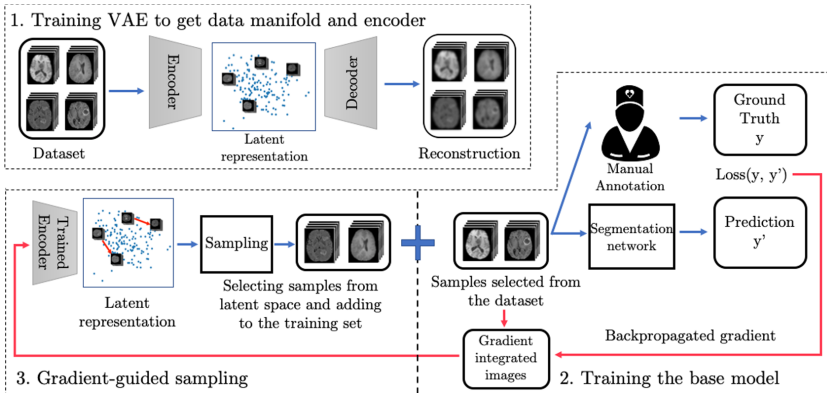 1. Training VAE to get data manifold and encoder
Encoder
Decoder
Dataset
Latent
representation
Reconstruction
Manual
Annotation
Ground
Truth
y
Loss(y, y’)
Trained
Encoder
Latent
representation
Sampling
Selecting samples from
latent space and adding
to the training set
Samples selected from
the dataset
Segmentation
network
Prediction
y’
Gradient
integrated
images
Backpropagated gradient
3. Gradient-guided sampling
2. Training the base model